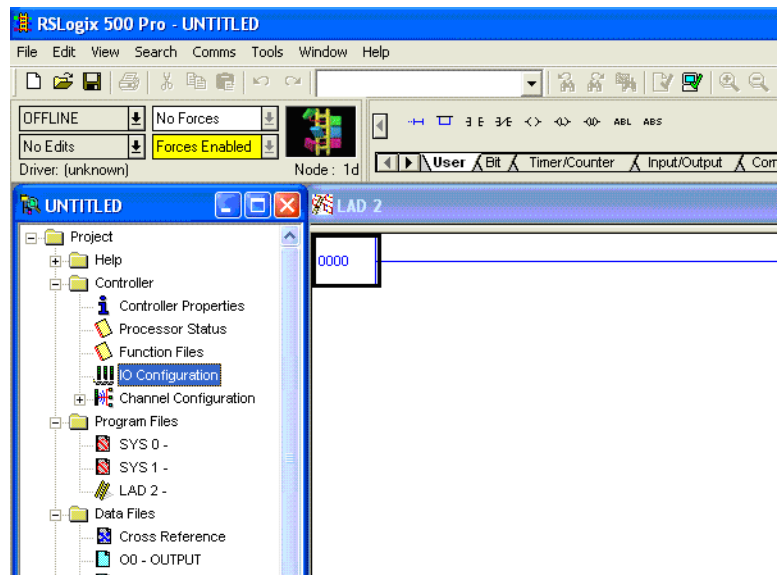 RSLogix 500 Pro - UNTITLED
File Edit View Search Comms Tools Window Help
OFFLINE No Forces
No Edits Forces Enabled
Driver: (unknown) Node : 1d
ABL ABS
User Bit Timer/Counter Input/Output
UNTITLED
LAD 2
0000
Project
Help
Controller
Controller Properties
Processor Status
Function Files
IO Configuration
Channel Configuration
Program Files
SYS 0 -
SYS 1 -
LAD 2 -
Data Files
Cross Reference
O0 - OUTPUT